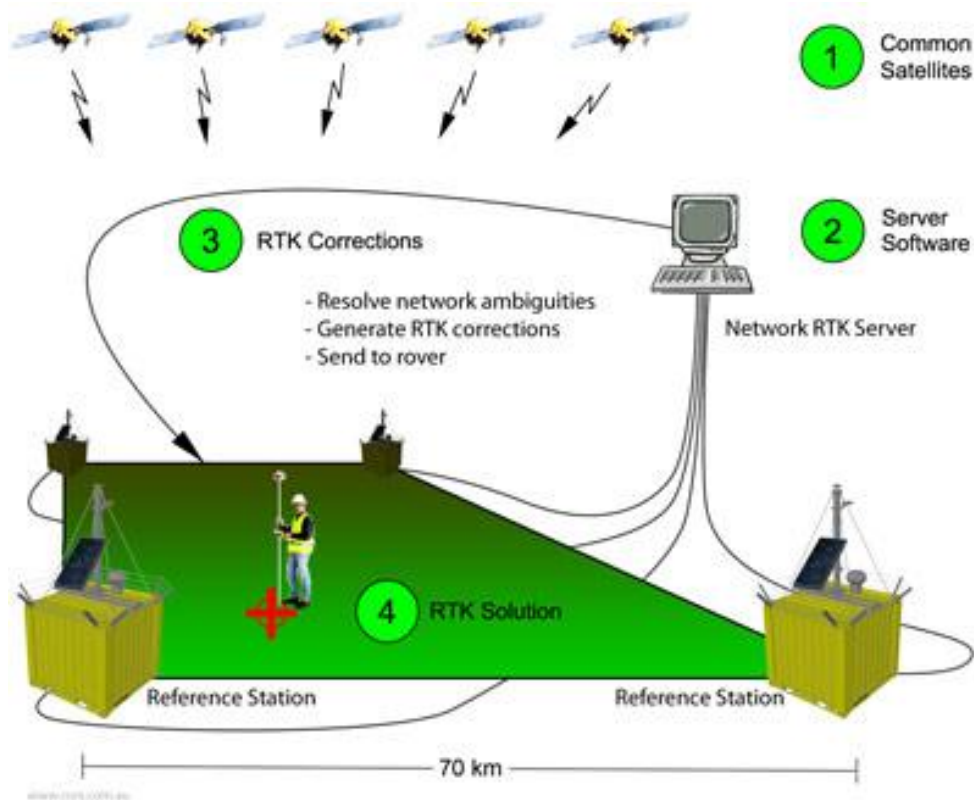 1
Common
Satellites
3
RTK Corrections
2
Server
Software
- Resolve network ambiguities
- Generate RTK corrections
- Send to rover
Network RTK Server
4
RTK Solution
Reference Station
Reference Station
70 km